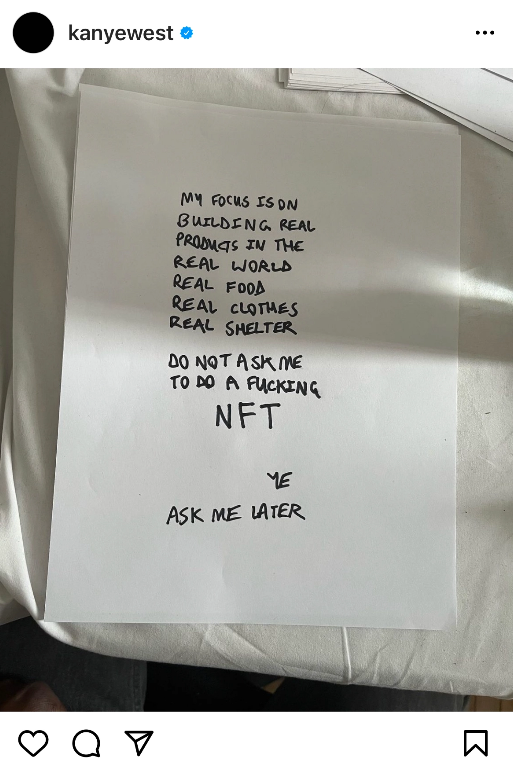 kanyewest
MY FOCUS IS ON
BUILDING REAL
PRODUCTS IN THE
REAL WORLD
REAL FOOD
REAL CLOTHES
REAL SHELTER
DO NOT ASK ME
TO DO A FUCKING
NFT
YE
ASK ME LATER